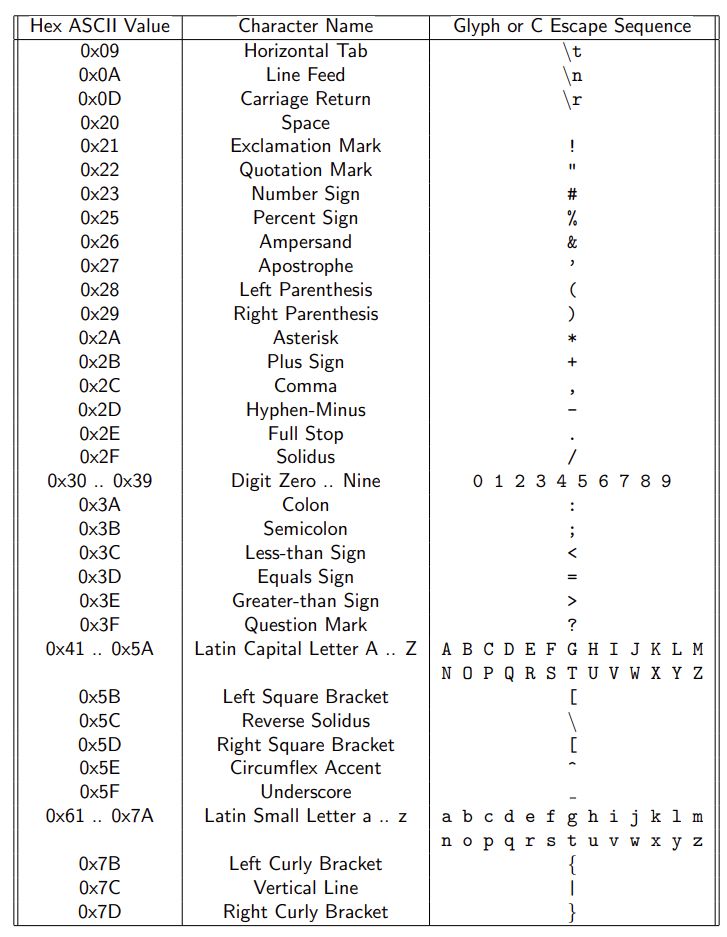 Hex ASCII Value Character Name Glyph or C Escape Sequence
0x09 Horizontal Tab \t
0x0A Line Feed \n
0x0D Carriage Return \r
0x20 Space
0x21 Exclamation Mark !
0x22 Quotation Mark "
0x23 Number Sign #
0x25 Percent Sign %
0x26 Ampersand &
0x27 Apostrophe ’
0x28 Left Parenthesis (
0x29 Right Parenthesis )
0x2A Asterisk *
0x2B Plus Sign +
0x2C Comma ,
0x2D Hyphen-Minus -
0x2E Full Stop .
0x2F Solidus /
0x30 .. 0x39 Digit Zero .. Nine 0 1 2 3 4 5 6 7 8 9
0x3A Colon :
0x3B Semicolon ;
0x3C Less-than Sign <
0x3D Equals Sign =
0x3E Greater-than Sign >
0x3F Question Mark ?
0x41 .. 0x5A Latin Capital Letter A .. Z A B C D E F G H I J K L M
N O P Q R S T U V W X Y Z
0x5B Left Square Bracket [
0x5C Reverse Solidus \
0x5D Right Square Bracket [
0x5E Circumflex Accent ^
0x5F Underscore _
0x61 .. 0x7A Latin Small Letter a .. z a b c d e f g h i j k l m
n o p q r s t u v w x y z
0x7B Left Curly Bracket {
0x7C Vertical Line |
0x7D Right Curly Bracket }